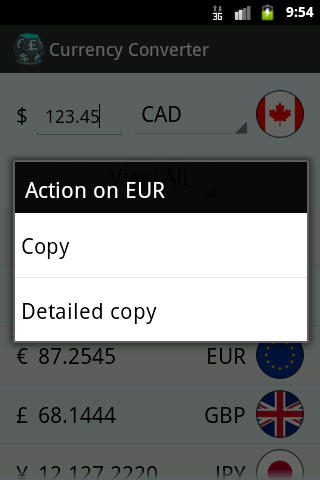 3G 9:54
Currency Converter
$ 123.45 CAD
View All
Action on EUR
Copy
Detailed copy
€ 87.2545 EUR
£ 68.1444 GBP
¥ 12,127.2220 JPY